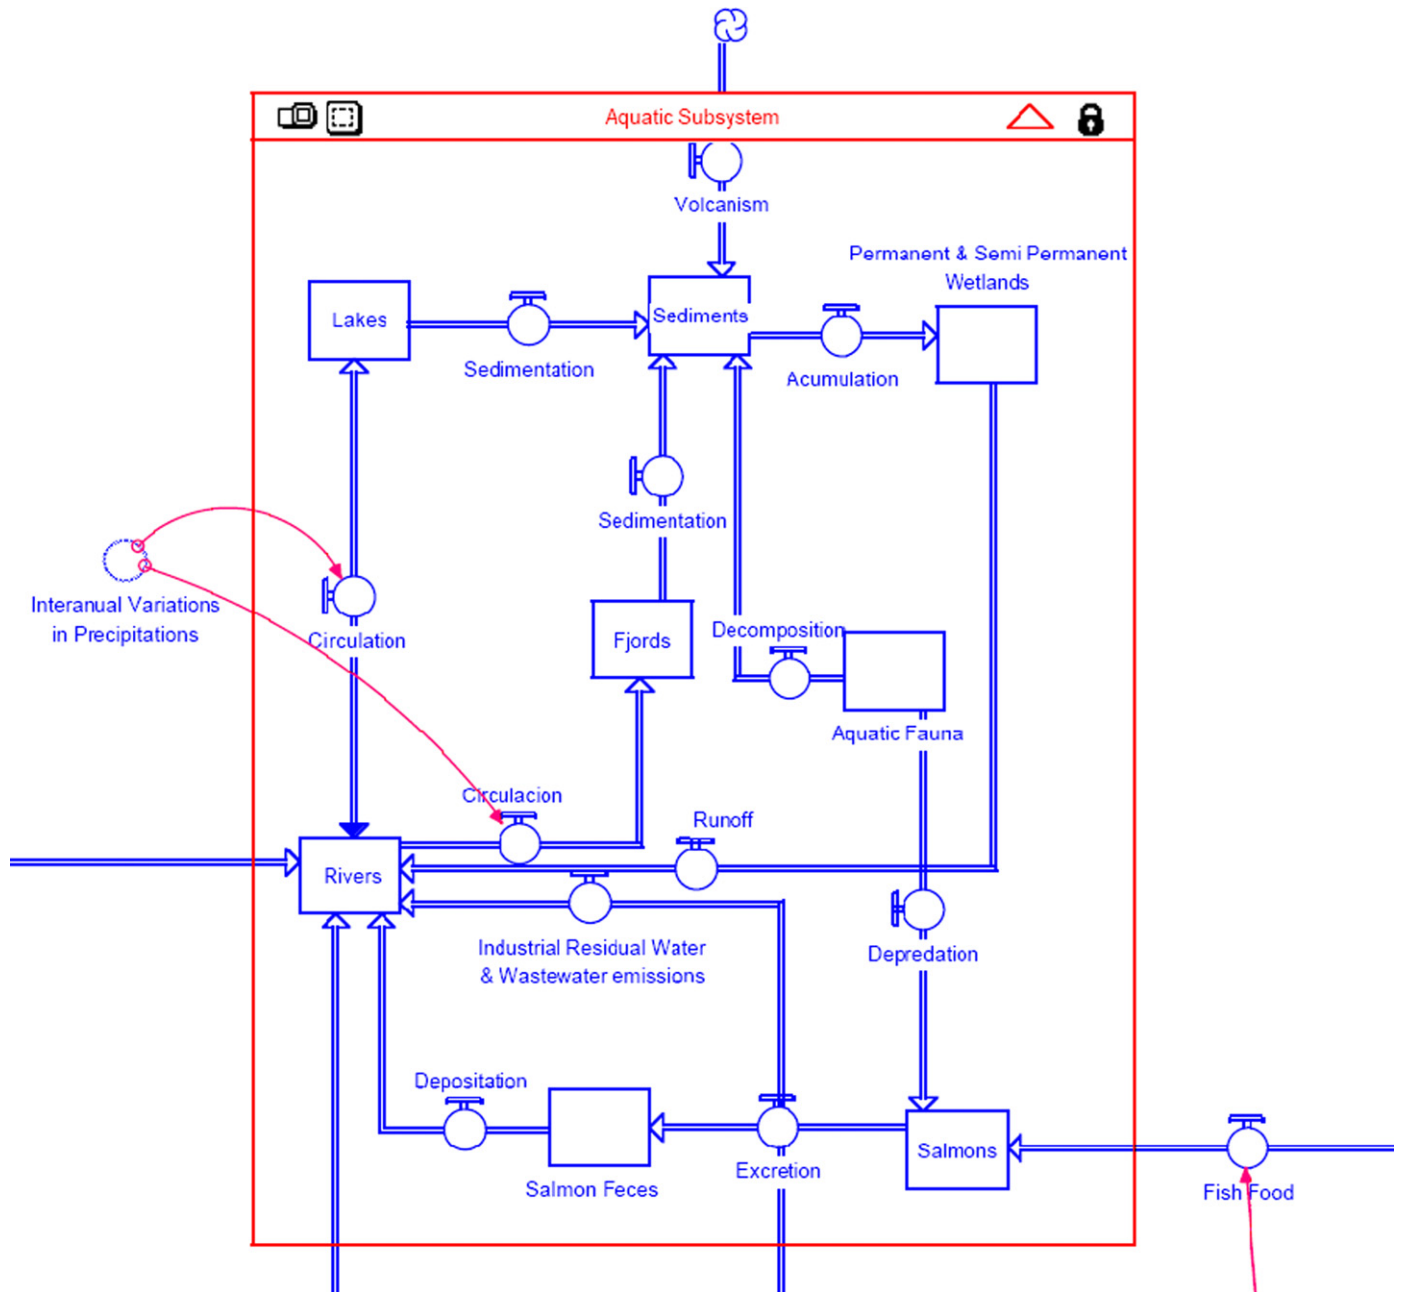 Aquatic Subsystem
Volcanism
Permanent & Semi Permanent
Wetlands
Lakes
Sediments
Sedimentation
Acumulation
Sedimentation
Interanual Variations
in Precipitations
Circulation
Fjords
Decomposition
Aquatic Fauna
Circulacion
Runoff
Rivers
Industrial Residual Water
& Wastewater emissions
Depredation
Depositation
Salmon Feces
Excretion
Salmons
Fish Food